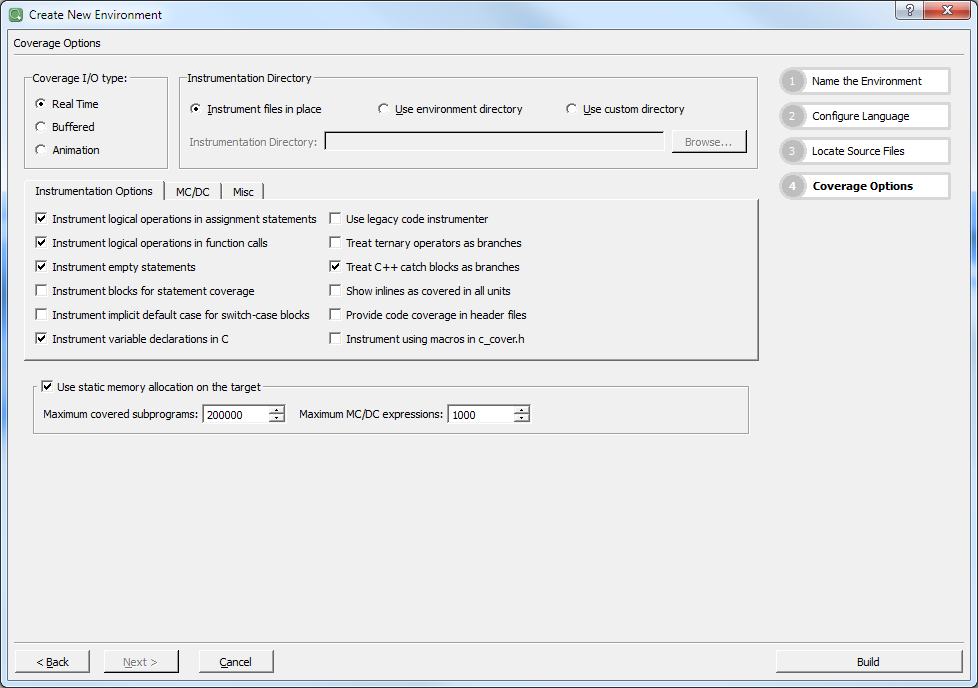 Create New Environment
?
Coverage Options
Coverage I/O type:
Real Time
Buffered
Animation
Instrumentation Directory
Instrument files in place
Use environment directory
Use custom directory
Instrumentation Directory:
Browse...
1 Name the Environment
2 Configure Language
3 Locate Source Files
4 Coverage Options
Instrumentation Options
MC/DC
Misc
Instrument logical operations in assignment statements
Instrument logical operations in function calls
Instrument empty statements
Instrument blocks for statement coverage
Instrument implicit default case for switch-case blocks
Instrument variable declarations in C
Use legacy code instrumenter
Treat ternary operators as branches
Treat C++ catch blocks as branches
Show inlines as covered in all units
Provide code coverage in header files
Instrument using macros in c_cover.h
Use static memory allocation on the target
Maximum covered subprograms: 200000
Maximum MC/DC expressions: 1000
< Back
Next >
Cancel
Build